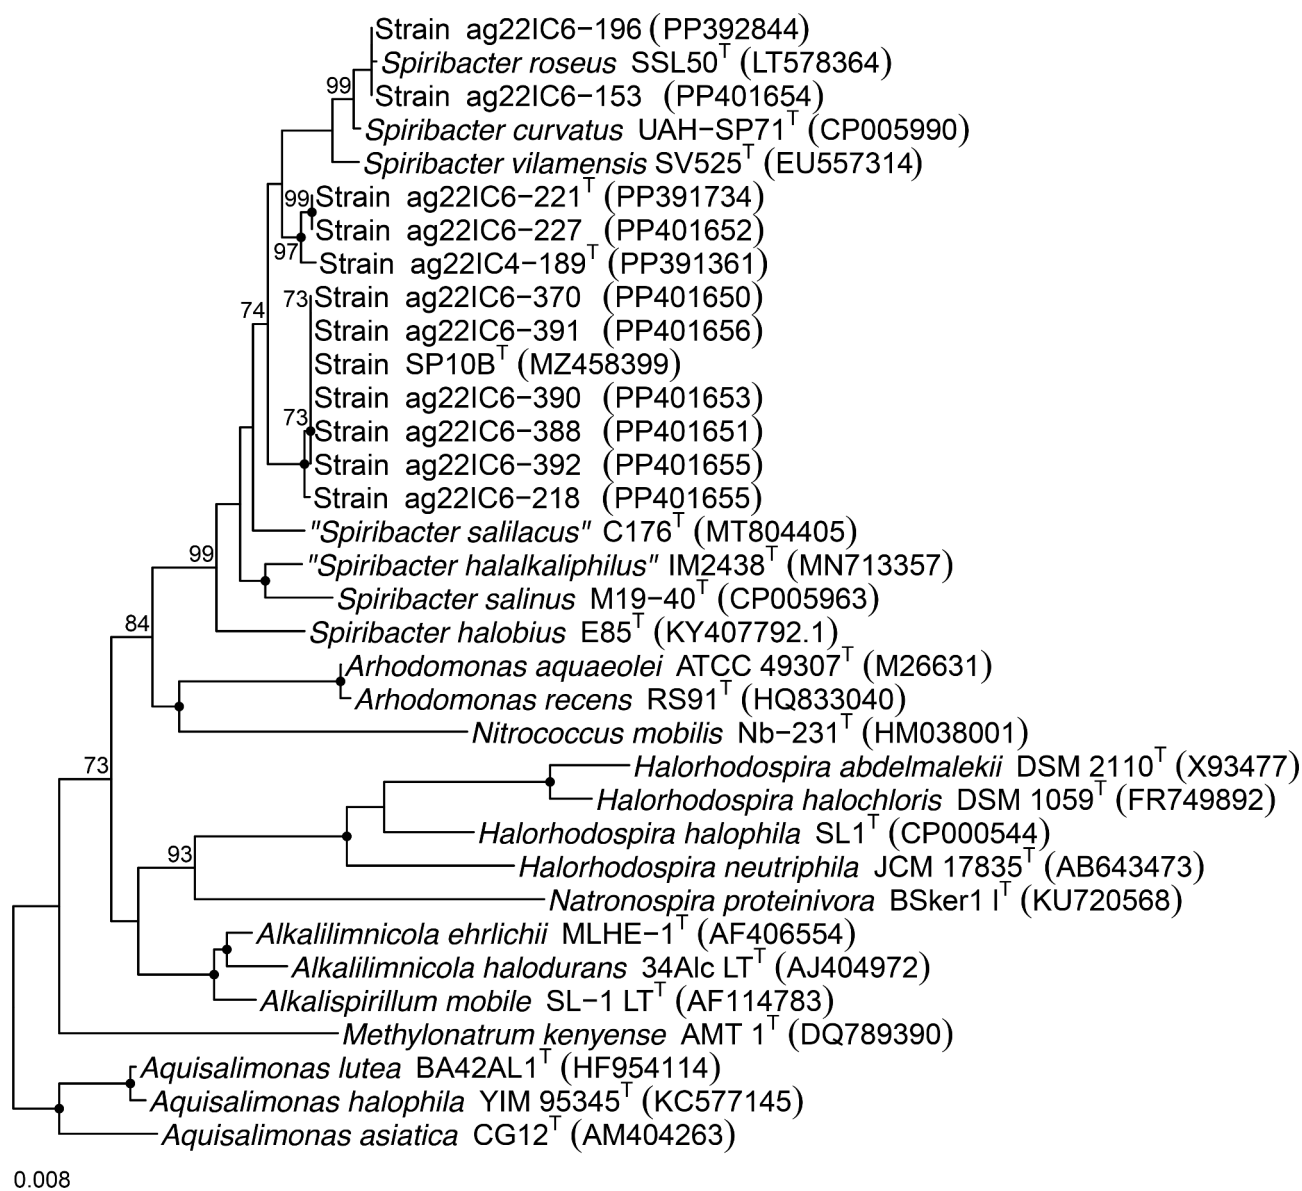 Strain ag22IC6−196 (PP392844)
Spiribacter roseus SSL50T (LT578364)
Strain ag22IC6−153 (PP401654)
99
Spiribacter curvatus UAH−SP71T (CP005990)
Spiribacter vilamensis SV525T (EU557314)
99 Strain ag22IC6−221T (PP391734)
Strain ag22IC6−227 (PP401652)
97
Strain ag22IC4−189T (PP391361)
73 Strain ag22IC6−370 (PP401650)
74
Strain ag22IC6−391 (PP401656)
Strain SP10BT (MZ458399)
Strain ag22IC6−390 (PP401653)
73
Strain ag22IC6−388 (PP401651)
Strain ag22IC6−392 (PP401655)
Strain ag22IC6−218 (PP401655)
"Spiribacter salilacus" C176T (MT804405)
99
"Spiribacter halalkaliphilus" IM2438T (MN713357)
Spiribacter salinus M19−40T (CP005963)
84
Spiribacter halobius E85T (KY407792.1)
Arhodomonas aquaeolei ATCC 49307T (M26631)
Arhodomonas recens RS91T (HQ833040)
Nitrococcus mobilis Nb−231T (HM038001)
73
Halorhodospira abdelmalekii DSM 2110T (X93477)
Halorhodospira halochloris DSM 1059T (FR749892)
Halorhodospira halophila SL1T (CP000544)
93
Halorhodospira neutriphila JCM 17835T (AB643473)
Natronospira proteinivora BSker1 IT (KU720568)
Alkalilimnicola ehrlichii MLHE−1T (AF406554)
Alkalilimnicola halodurans 34Alc LTT (AJ404972)
Alkalispirillum mobile SL−1 LTT (AF114783)
Methylonatrum kenyense AMT 1T (DQ789390)
Aquisalimonas lutea BA42AL1T (HF954114)
Aquisalimonas halophila YIM 95345T (KC577145)
Aquisalimonas asiatica CG12T (AM404263)
0.008